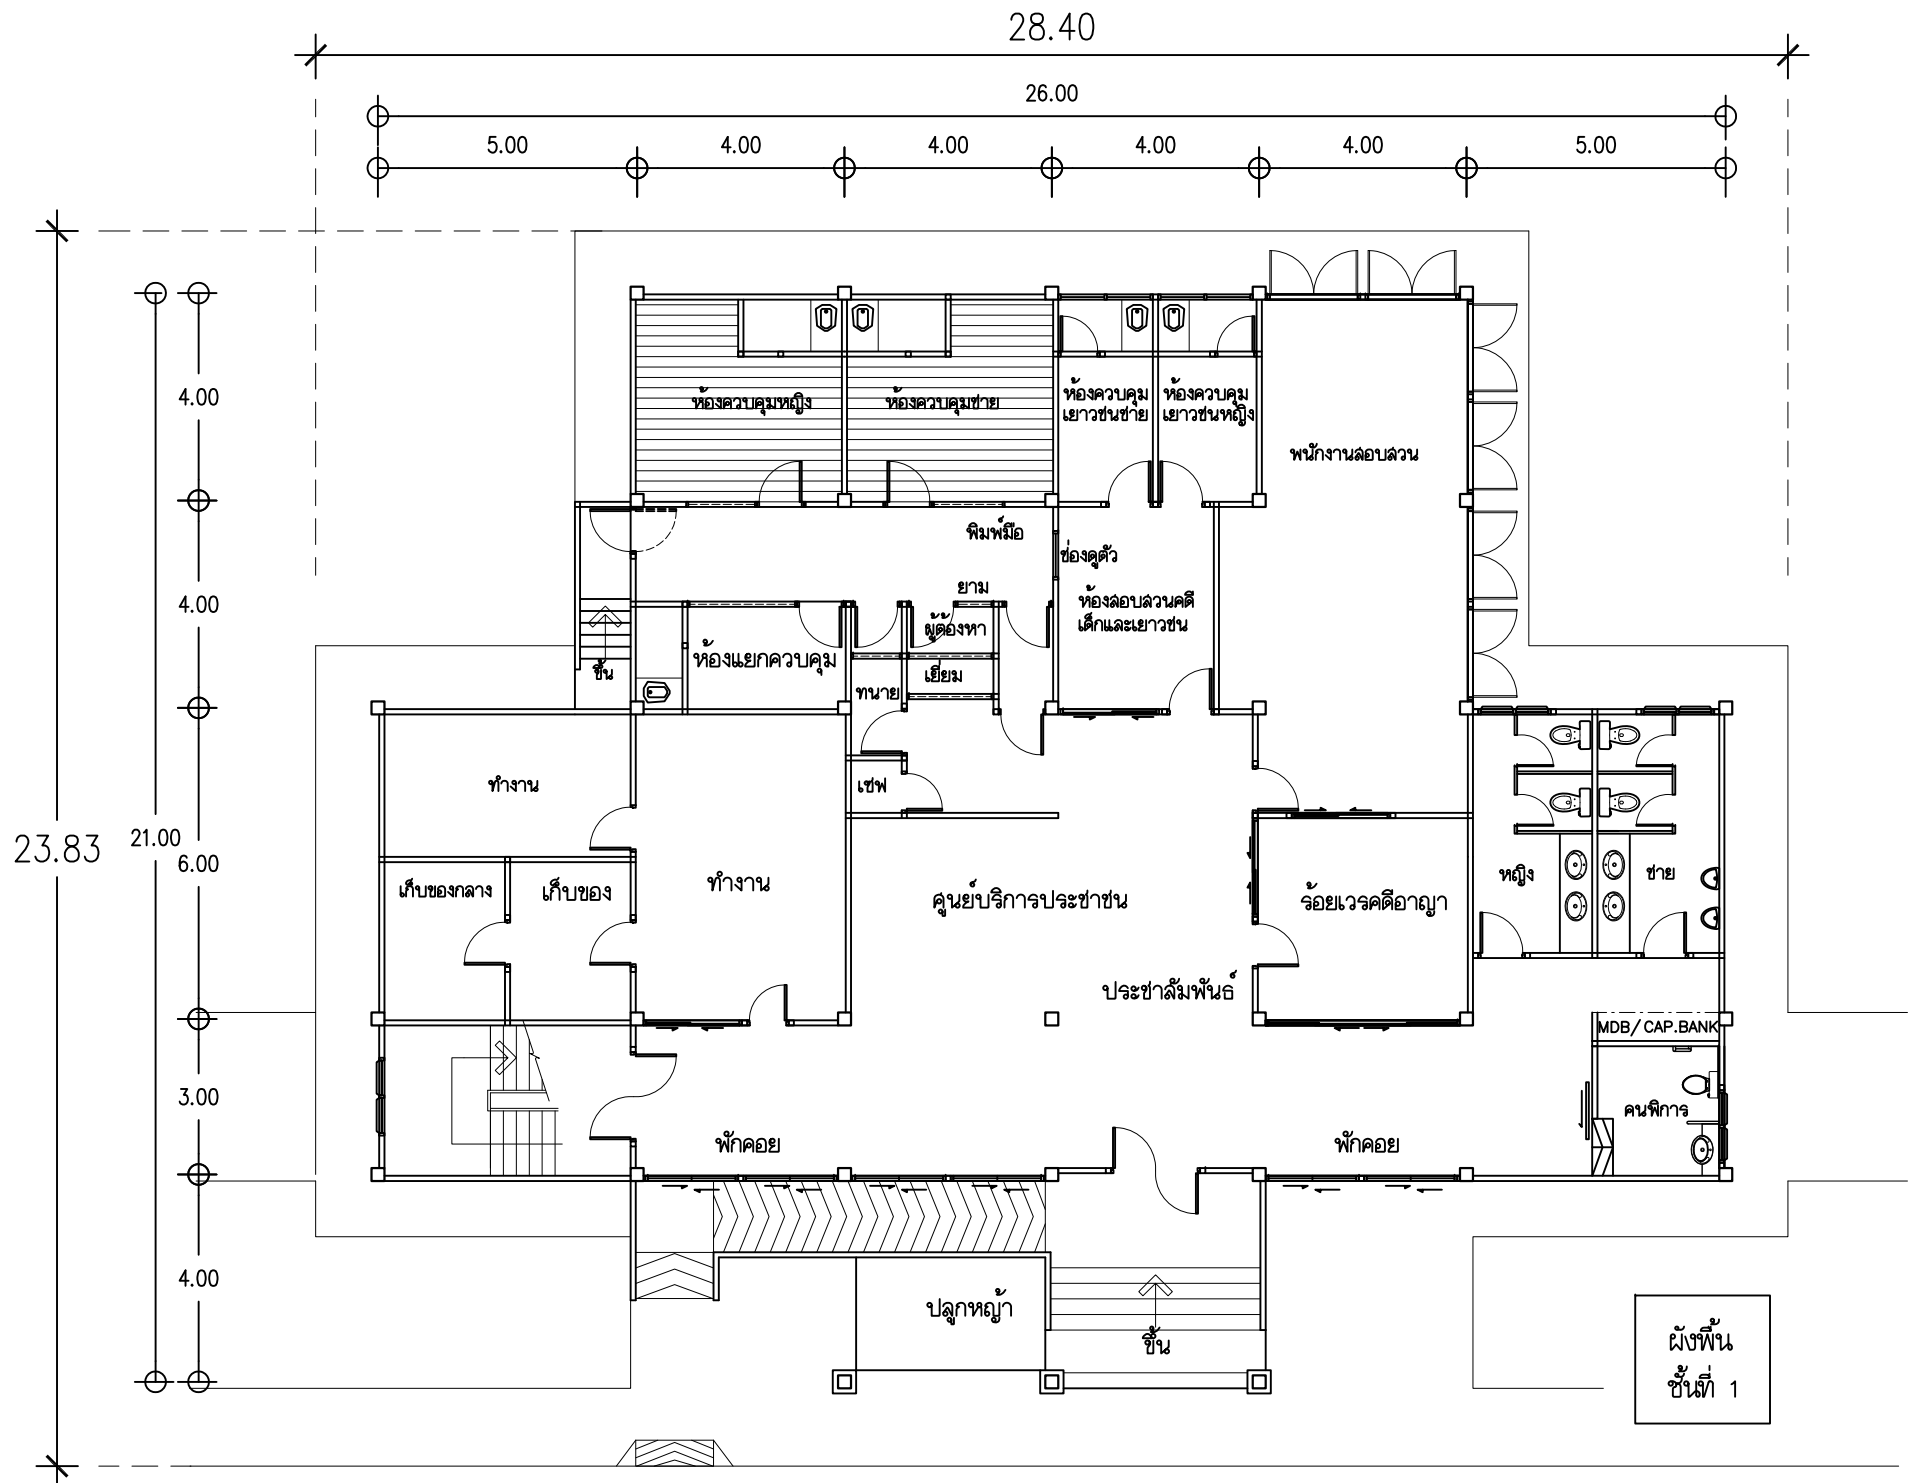 28.40
26.00
5.00
4.00
4.00
4.00
4.00
5.00
4.00
4.00
23.83
21.00
6.00
3.00
4.00
ห้องควบคุมหญิง
ห้องควบคุมชาย
ห้องควบคุม
เยาวชนชาย
ห้องควบคุม
เยาวชนหญิง
พนักงานสอบสวน
พิมพ์มือ
ช่องดูตัว
ยาม
ห้องสอบสวนคดี
เด็กและเยาวชน
ผู้ต้องหา
ห้องแยกควบคุม
เยี่ยม
ทนาย
ขึ้น
ทำงาน
เซฟ
เก็บของกลาง
เก็บของ
ทำงาน
ศูนย์บริการประชาชน
ร้อยเวรคดีอาญา
หญิง
ชาย
ประชาสัมพันธ์
MDB/ CAP.BANK
คนพิการ
พักคอย
พักคอย
ปลูกหญ้า
ขึ้น
ผังพื้น
ชั้นที่ 1